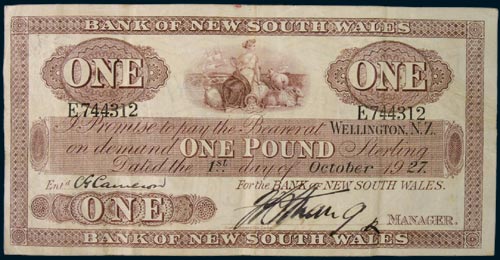 BANK OF NEW SOUTH WALES
ONE ONE
E744312 E744312
I Promise to pay the Bearer at WELLINGTON, N.Z.
on demand ONE POUND Sterling
Dated the 1st day of October 1927.
Entd. Cameron For the BANK OF NEW SOUTH WALES.
ONE MANAGER.
BANK OF NEW SOUTH WALES